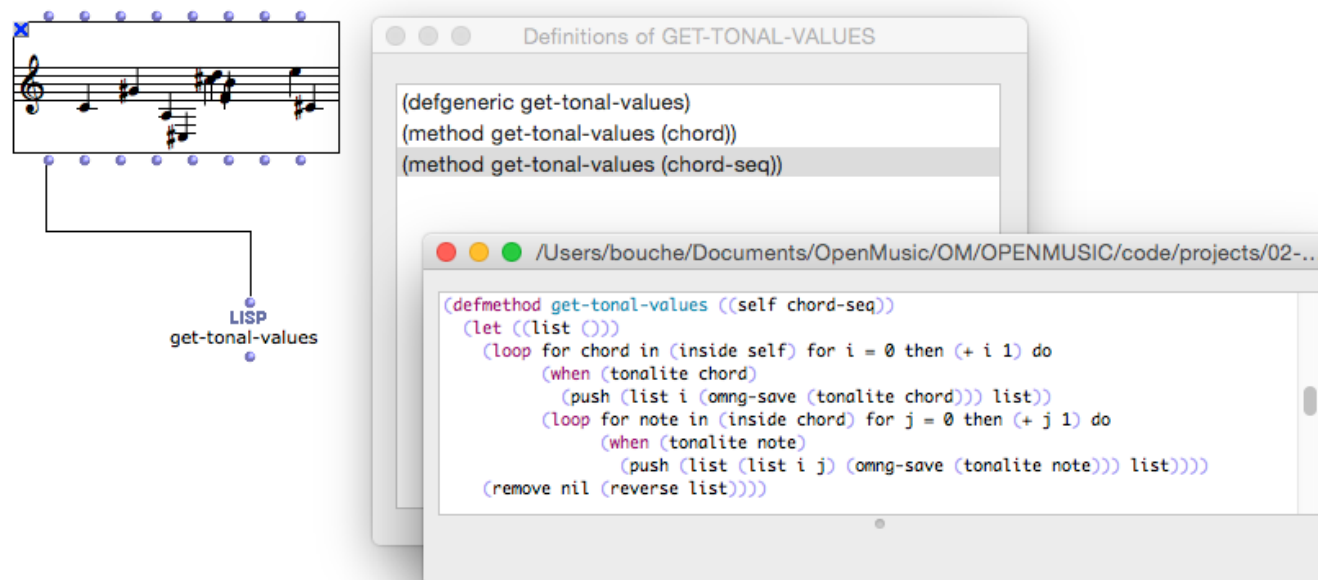 Definitions of GET-TONAL-VALUES
(defgeneric get-tonal-values)
(method get-tonal-values (chord))
(method get-tonal-values (chord-seq))
LISP
get-tonal-values
/Users/bouche/Documents/OpenMusic/OM/OPENMUSIC/code/projects/02-...
(defmethod get-tonal-values ((self chord-seq))
(let ((list ()))
(loop for chord in (inside self) for i = 0 then (+ i 1) do
(when (tonalite chord)
(push (list i (omng-save (tonalite chord))) list))
(loop for note in (inside chord) for j = 0 then (+ j 1) do
(when (tonalite note)
(push (list (list i j) (omng-save (tonalite note))) list))))
(remove nil (reverse list))))